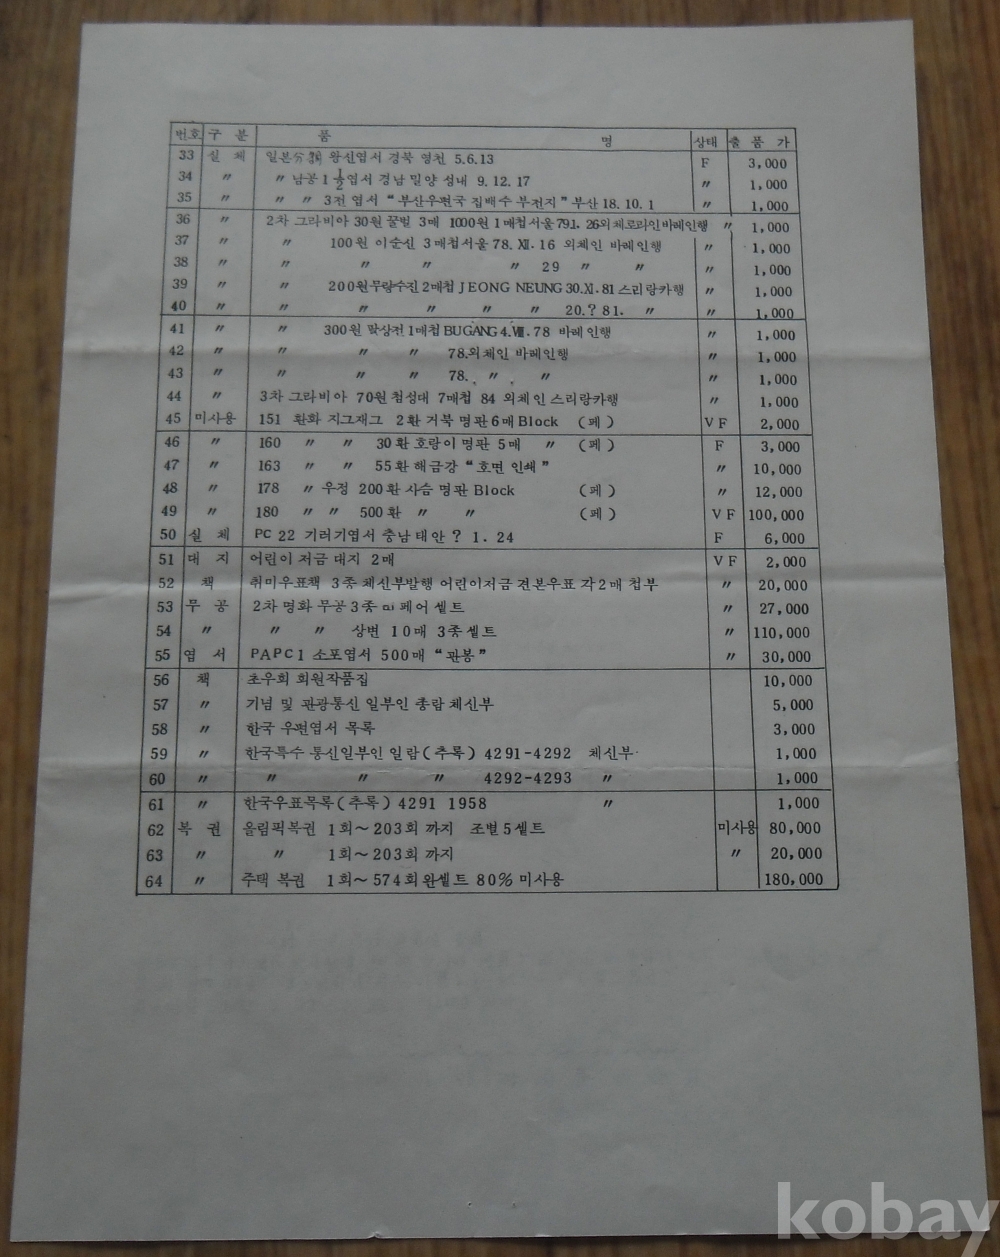 번호 구 분 품 명 상태 출 품 가
33 실 체 일본 왕신엽서 경북 영천 5.6.13 F 3,000
34 〃 〃 남공 1½엽서 경남 밀양 성내 9.12.17 〃 1,000
35 〃 〃 〃 3전 엽서 “부산우편국 집배수 부전지” 부산 18.10.1 〃 1,000
36 〃 2차 그라비아 30원 꿀벌 3매 1000원 1매첩서울 791.26외체로라인바레인행 〃 1,000
37 〃 〃 100원 이순신 3매첩서울 78.Ⅻ.16 외체인 바레인행 〃 1,000
38 〃 〃 〃 〃 〃 29 〃 〃 〃 1,000
39 〃 〃 200원무량수진 2매첩 JEONG NEUNG 30.Ⅺ.81 스리랑카행 〃 1,000
40 〃 〃 〃 〃 〃 〃 20.? 81. 〃 〃 1,000
41 〃 〃 300원 맞상전 1매첩 BUGANG 4.Ⅷ.78 바레인행 〃 1,000
42 〃 〃 〃 〃 78.외체인 바레인행 〃 1,000
43 〃 〃 〃 〃 78. 〃 . 〃 〃 1,000
44 〃 3차 그라비아 70원 첨성대 7매첩 84 외체인 스리랑카행 〃 1,000
45 미사용 151 환화 지그재그 2환 거북 명판 6매 Block (페) V F 2,000
46 〃 160 〃 〃 30환 호랑이 명판 5매 〃 (페) F 3,000
47 〃 163 〃 〃 55환 해금강 “호면 인쇄” 〃 10,000
48 〃 178 〃 우정 200환 사슴 명판 Block (페) 〃 12,000
49 〃 180 〃 〃 500환 〃 〃 (페) V F 100,000
50 실 체 PC 22 기러기엽서 충남 태안 ? 1.24 F 6,000
51 대 지 어린이 저금 대지 2매 V F 2,000
52 책 취미우표책 3종 체신부발행 어린이저금 견본우표 각2매 첩부 〃 20,000
53 무 공 2차 명화 무공 3종 미 페어 셑트 〃 27,000
54 〃 〃 〃 상변 10매 3종셑트 〃 110,000
55 엽 서 PAPC 1 소포엽서 500매 “관봉” 〃 30,000
56 책 초우회 회원작품집 10,000
57 〃 기념 및 관광통신 일부인 총람 체신부 5,000
58 〃 한국 우편엽서 목록 3,000
59 〃 한국특수 통신일부인 일람(추록) 4291-4292 체신부 1,000
60 〃 〃 〃 〃 4292-4293 〃 1,000
61 〃 한국우표목록(추록) 4291 1958 〃 1,000
62 복 권 올림픽복권 1회~203회 까지 조별 5셑트 미사용 80,000
63 〃 〃 1회~203회 까지 〃 20,000
64 〃 주택 복권 1회~574회완셑트 80% 미사용 180,000
kobay